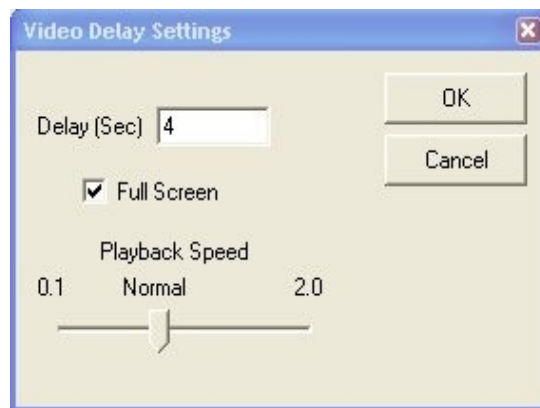 Video Delay Settings
Delay (Sec) 4
OK
Cancel
Full Screen
Playback Speed
0.1 Normal 2.0